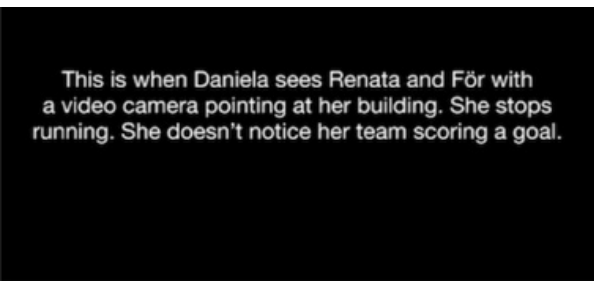 This is when Daniela sees Renata and För with
a video camera pointing at her building. She stops
running. She doesn't notice her team scoring a goal.